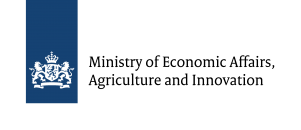 Ministry of Economic Affairs,
Agriculture and Innovation